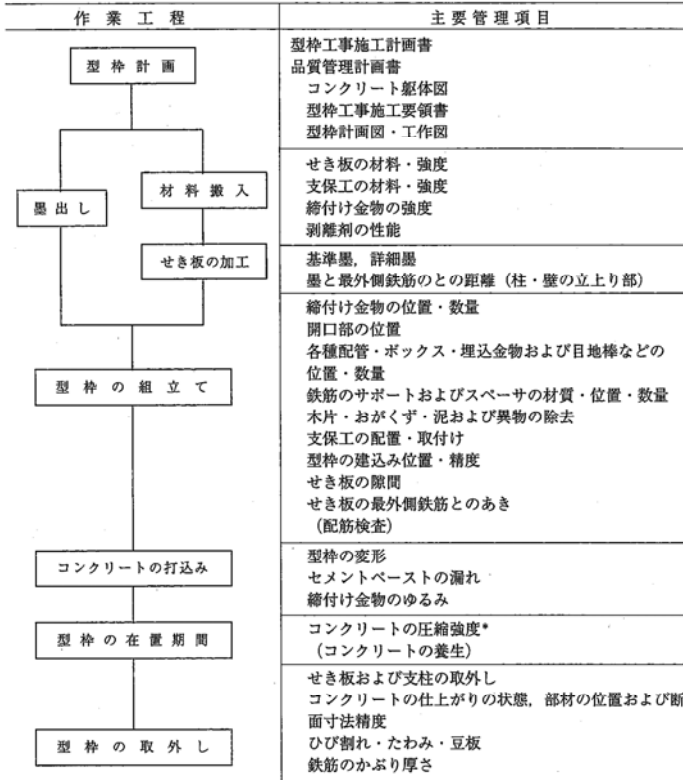 作業工程
主要管理項目
型枠計画
型枠工事施工計画書
品質管理計画書
コンクリート躯体図
型枠工事施工要領書
型枠計画図・工作図
墨出し
材料搬入
せき板の加工
せき板の材料・強度
支保工の材料・強度
締付け金物の強度
剥離剤の性能
基準墨，詳細墨
墨と最外側鉄筋のとの距離（柱・壁の立上り部）
型枠の組立て
締付け金物の位置・数量
開口部の位置
各種配管・ボックス・埋込金物および目地棒などの
位置・数量
鉄筋のサポートおよびスペーサの材質・位置・数量
木片・おがくず・泥および異物の除去
支保工の配置・取付け
型枠の建込み位置・精度
せき板の隙間
せき板の最外側鉄筋とのあき
（配筋検査）
コンクリートの打込み
型枠の変形
セメントペーストの漏れ
締付け金物のゆるみ
型枠の在置期間
コンクリートの圧縮強度*
（コンクリートの養生）
型枠の取外し
せき板および支柱の取外し
コンクリートの仕上がりの状態，部材の位置および断
面寸法精度
ひび割れ・たわみ・豆板
鉄筋のかぶり厚さ